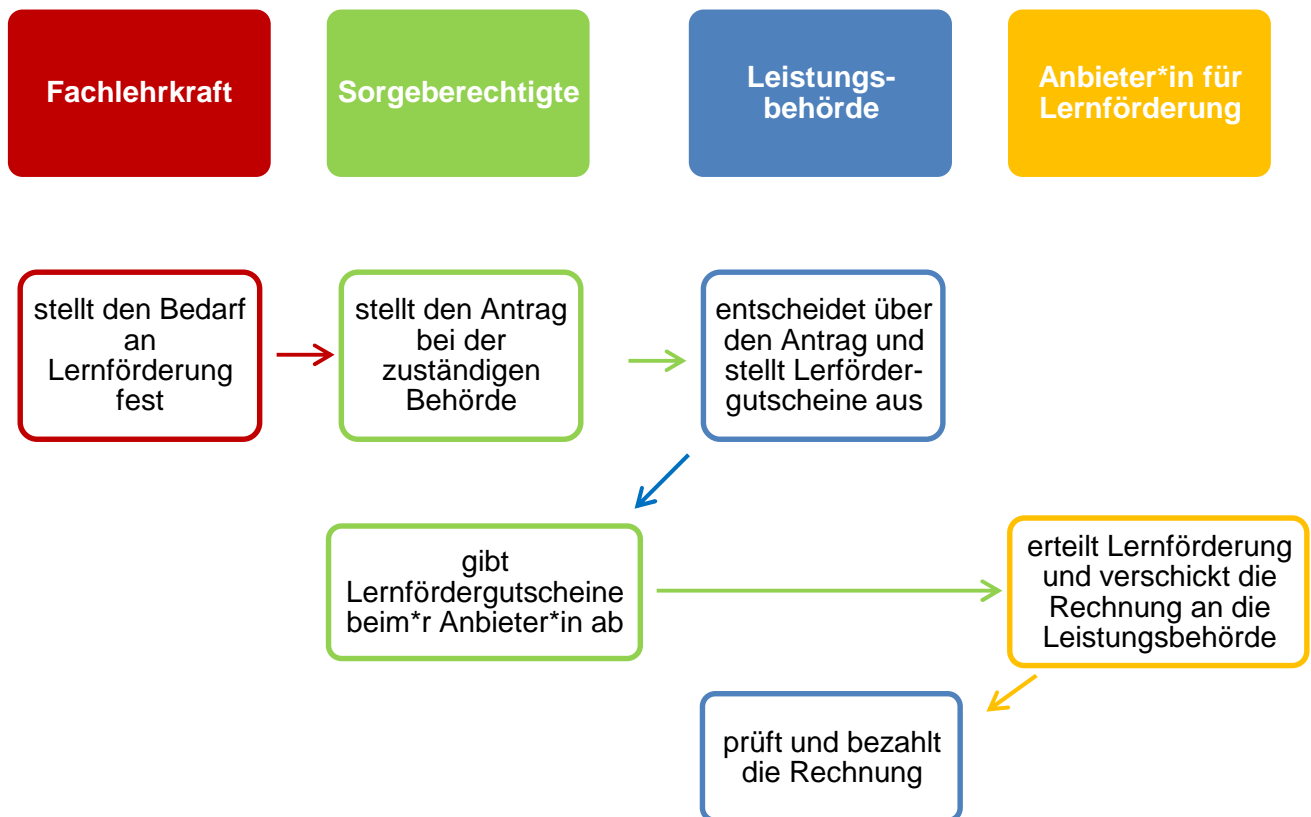 Fachlehrkraft
Sorgeberechtigte
Leistungs-
behörde
Anbieter*in für
Lernförderung
stellt den Bedarf
an
Lernförderung
fest
stellt den Antrag
bei der
zuständigen
Behörde
entscheidet über
den Antrag und
stellt Lerförder-
gutscheine aus
gibt
Lernfördergutscheine
beim*r Anbieter*in ab
erteilt Lernförderung
und verschickt die
Rechnung an die
Leistungsbehörde
prüft und bezahlt
die Rechnung